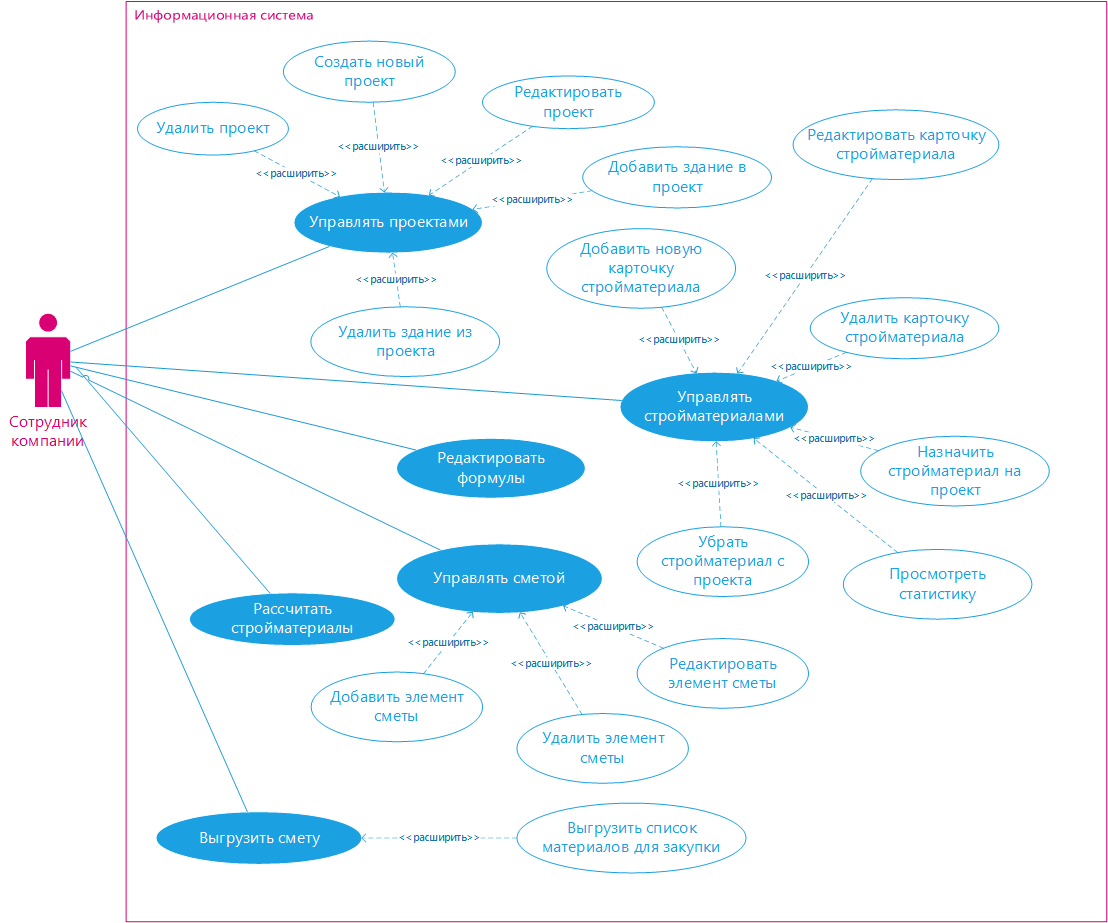 Информационная система
Создать новый
проект
Редактировать
проект
Удалить проект
<<расширить>>
<<расширить>>
<<расширить>>
Добавить здание в
проект
<<расширить>>
Управлять проектами
Редактировать карточку
стройматериала
Добавить новую
карточку
стройматериала
<<расширить>>
<<расширить>>
Удалить здание из
проекта
Удалить карточку
стройматериала
<<расширить>>
<<расширить>>
Управлять
стройматериалами
Сотрудник
компании
<<расширить>>
Назначить
стройматериал на
проект
Редактировать
формулы
<<расширить>>
<<расширить>>
Убрать
стройматериал с
проекта
Просмотреть
статистику
Управлять сметой
Рассчитать
стройматериалы
<<расширить>>
<<расширить>>
<<расширить>>
Редактировать
элемент сметы
Добавить элемент
сметы
Удалить элемент
сметы
Выгрузить смету
<<расширить>>
Выгрузить список
материалов для закупки